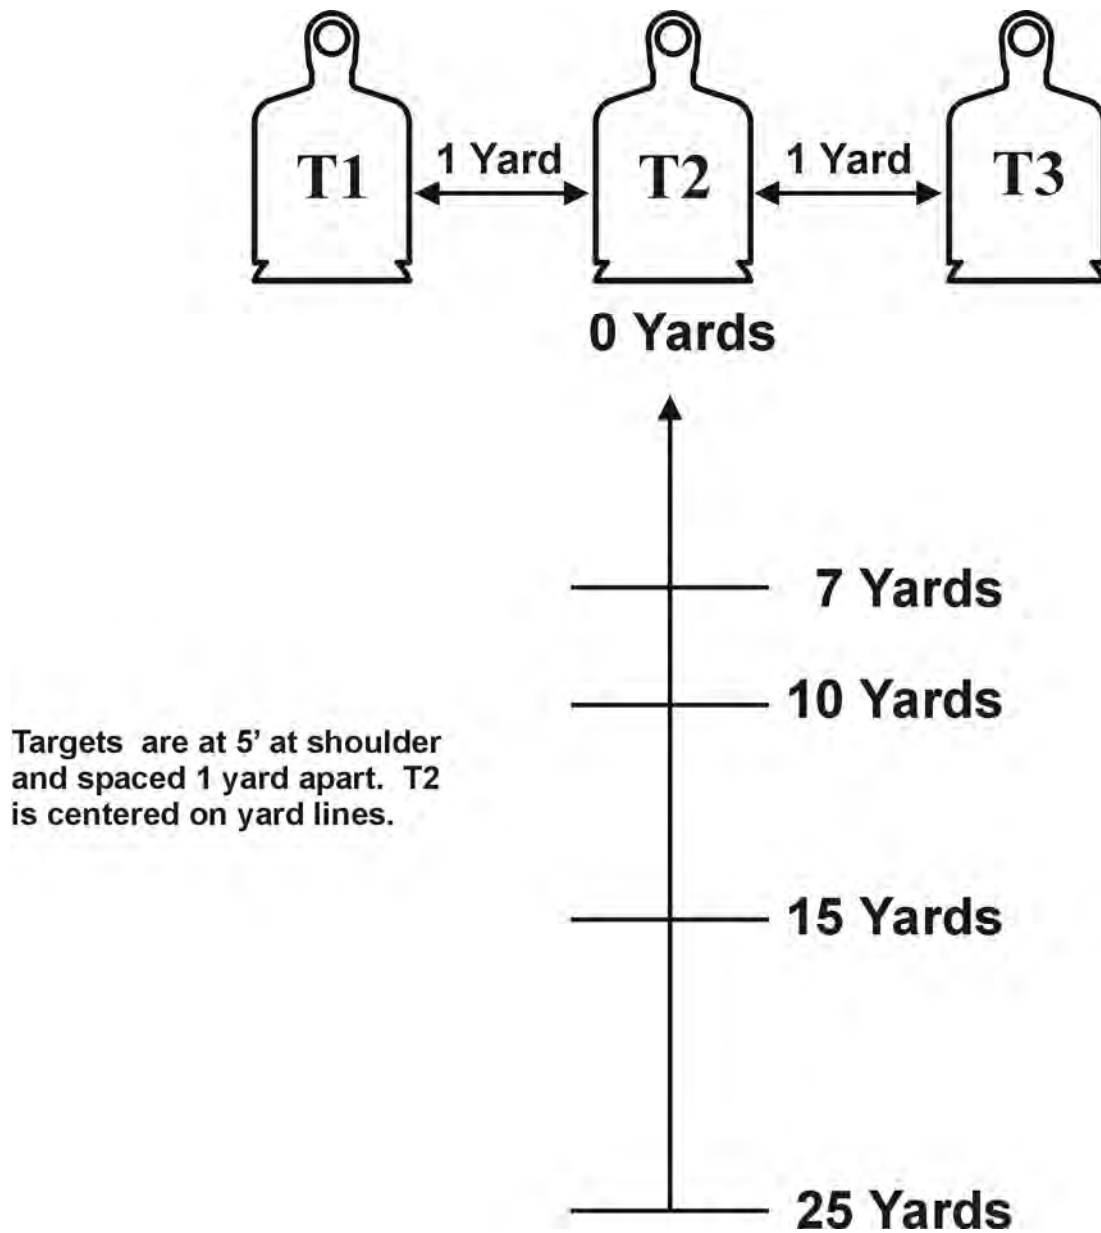 T1
1 Yard
T2
1 Yard
T3
0 Yards
7 Yards
10 Yards
Targets are at 5’ at shoulder
and spaced 1 yard apart. T2
is centered on yard lines.
15 Yards
25 Yards